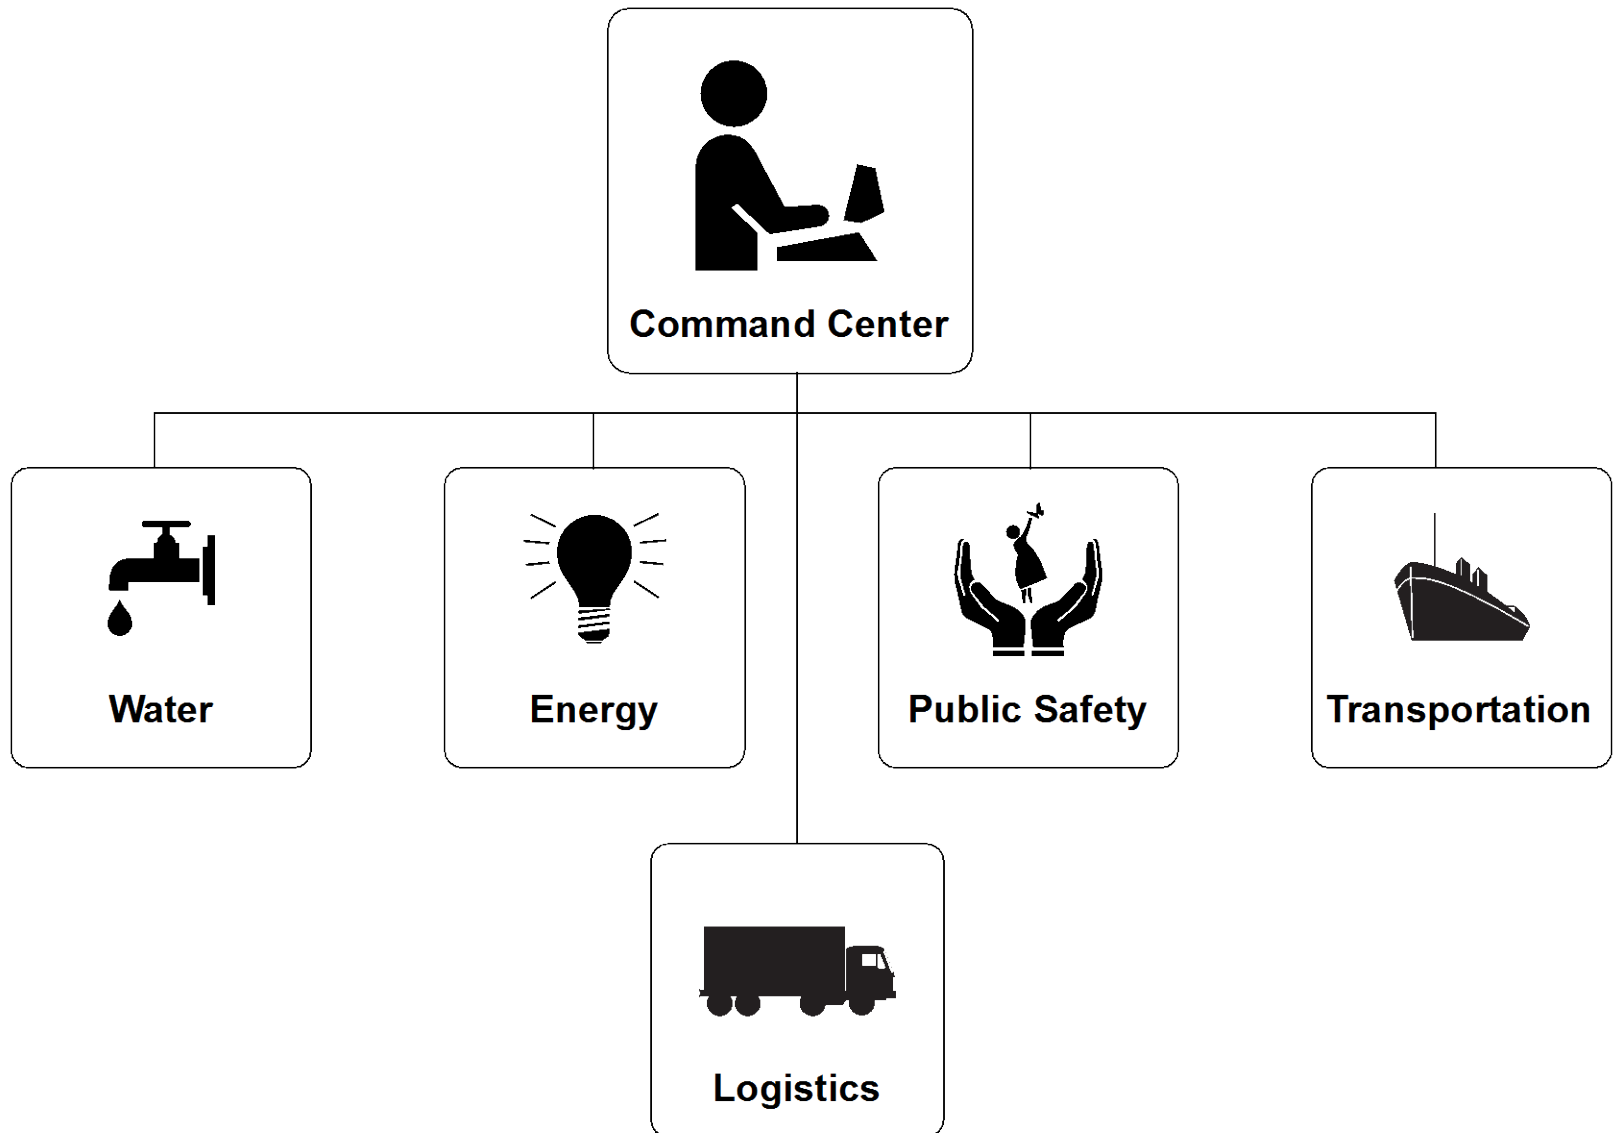 Command Center
Water
Energy
Public Safety
Transportation
Logistics